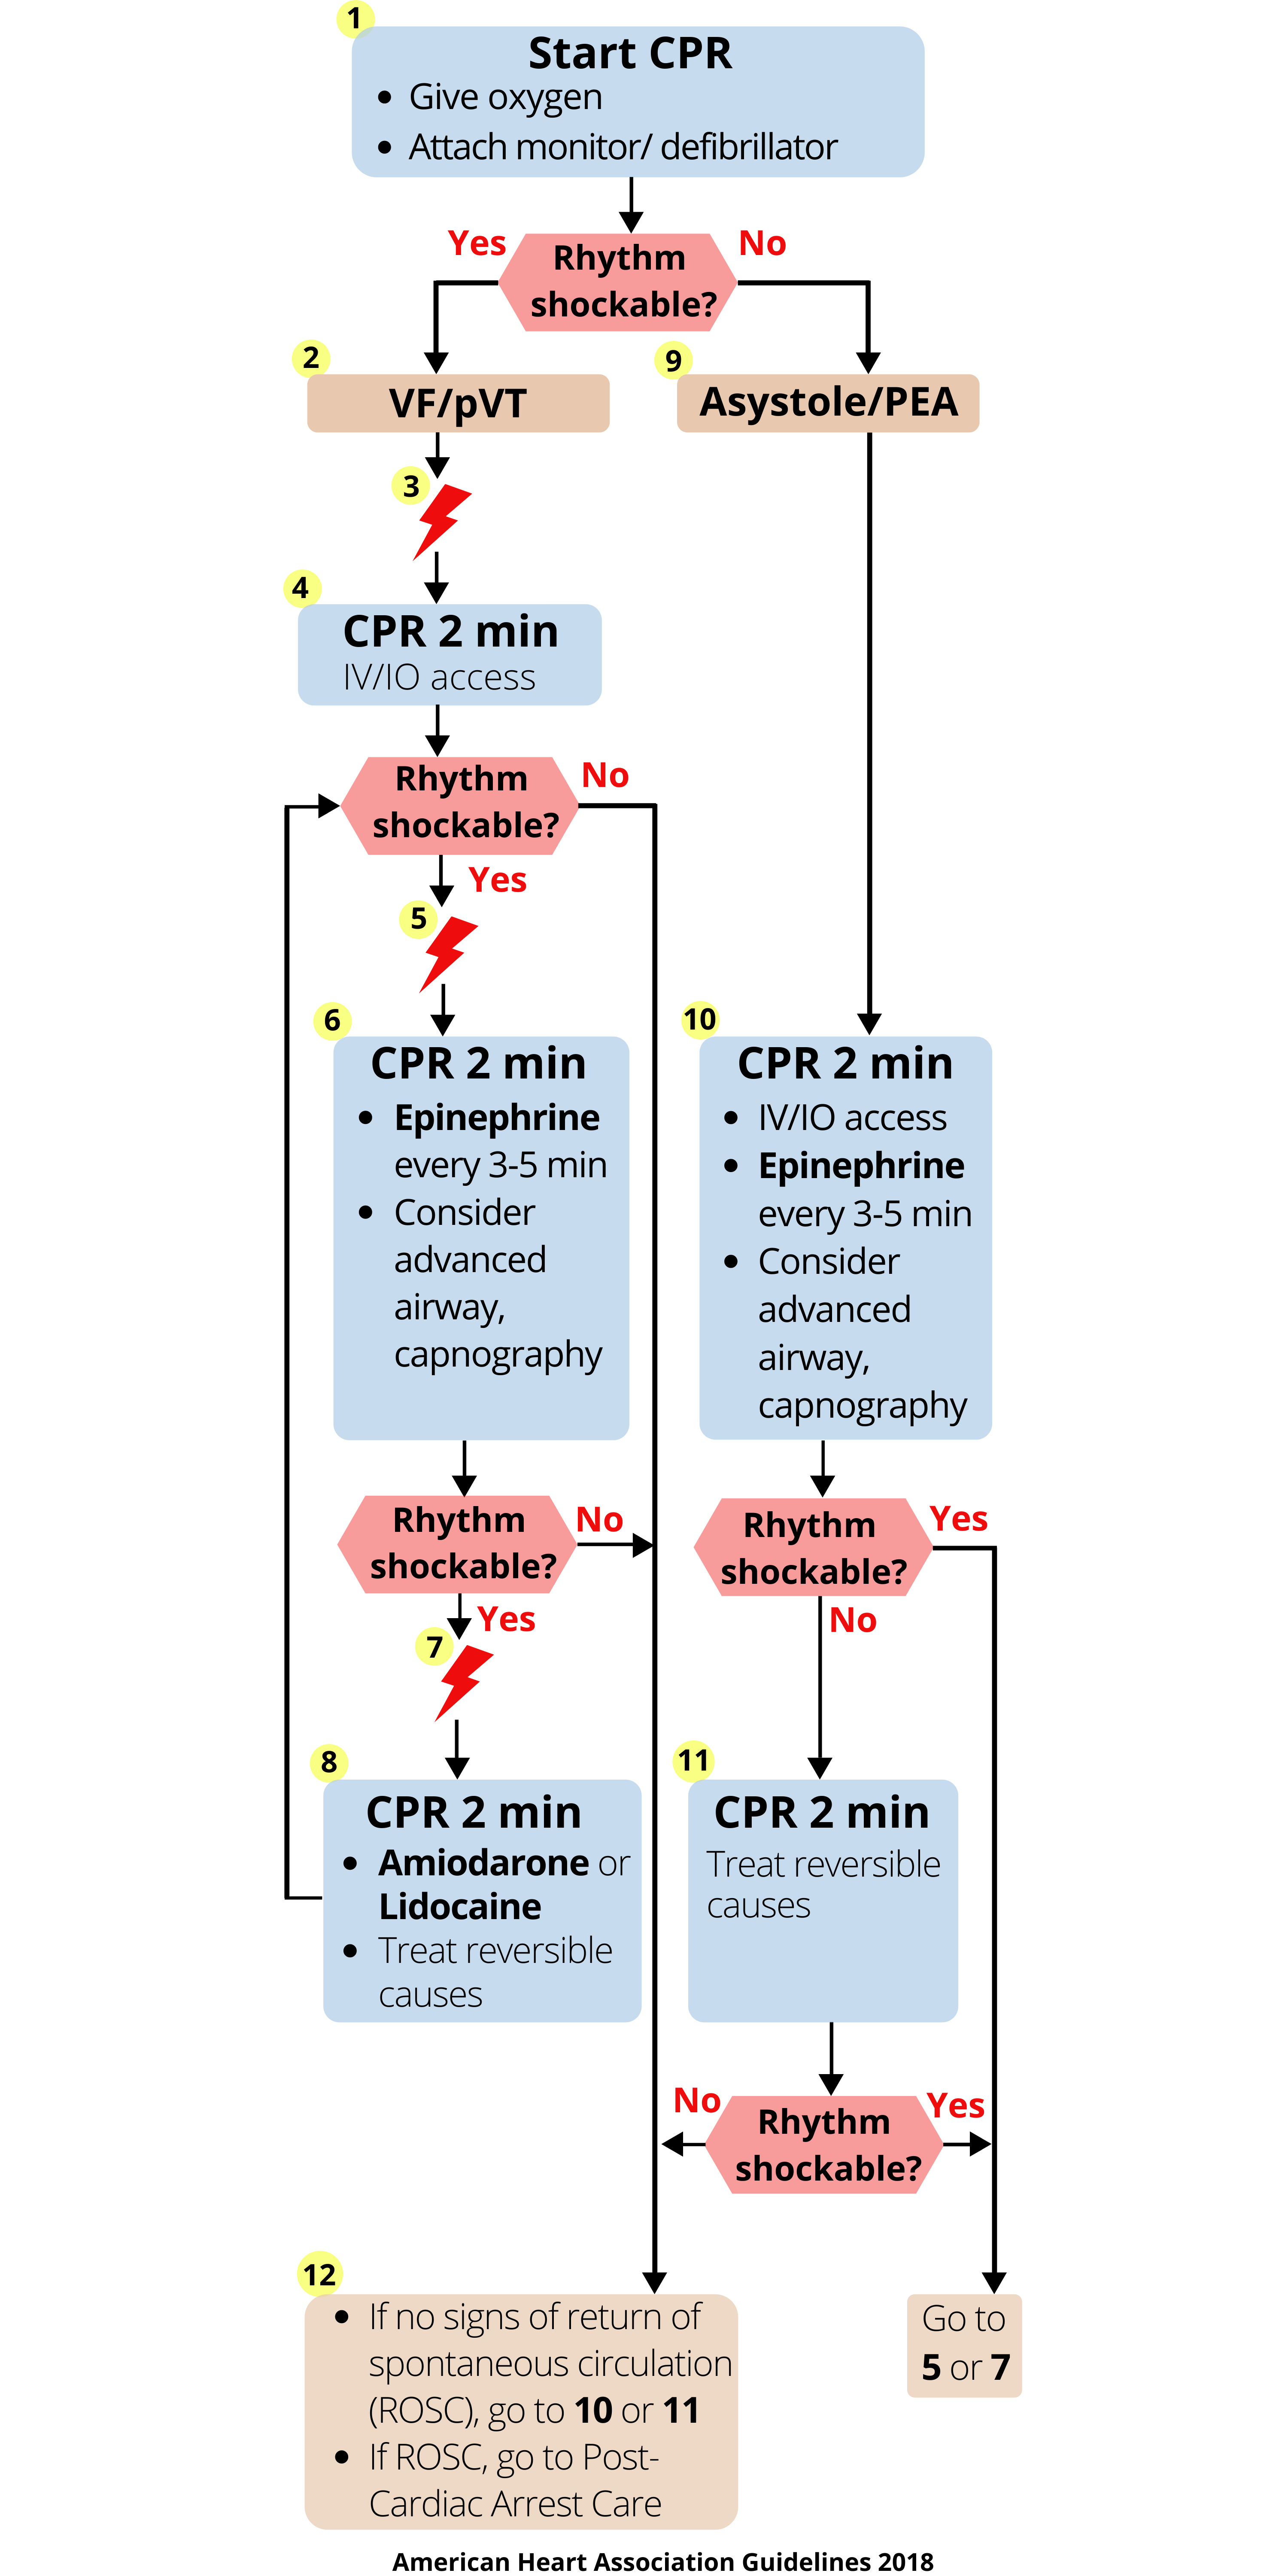 1
Start CPR
• Give oxygen
• Attach monitor/ defibrillator
Yes
Rhythm
shockable?
No
2
VF/pVT
9
Asystole/PEA
3
4
CPR 2 min
IV/IO access
Rhythm
shockable?
No
Yes
5
6
CPR 2 min
• Epinephrine
every 3-5 min
• Consider
advanced
airway,
capnography
10
CPR 2 min
• IV/IO access
• Epinephrine
every 3-5 min
• Consider
advanced
airway,
capnography
Rhythm
shockable?
No
Yes
Rhythm
shockable?
Yes
No
7
8
CPR 2 min
• Amiodarone or
Lidocaine
• Treat reversible
causes
11
CPR 2 min
Treat reversible
causes
No
Rhythm
shockable?
Yes
12
• If no signs of return of
spontaneous circulation
(ROSC), go to 10 or 11
• If ROSC, go to Post-
Cardiac Arrest Care
Go to
5 or 7
American Heart Association Guidelines 2018